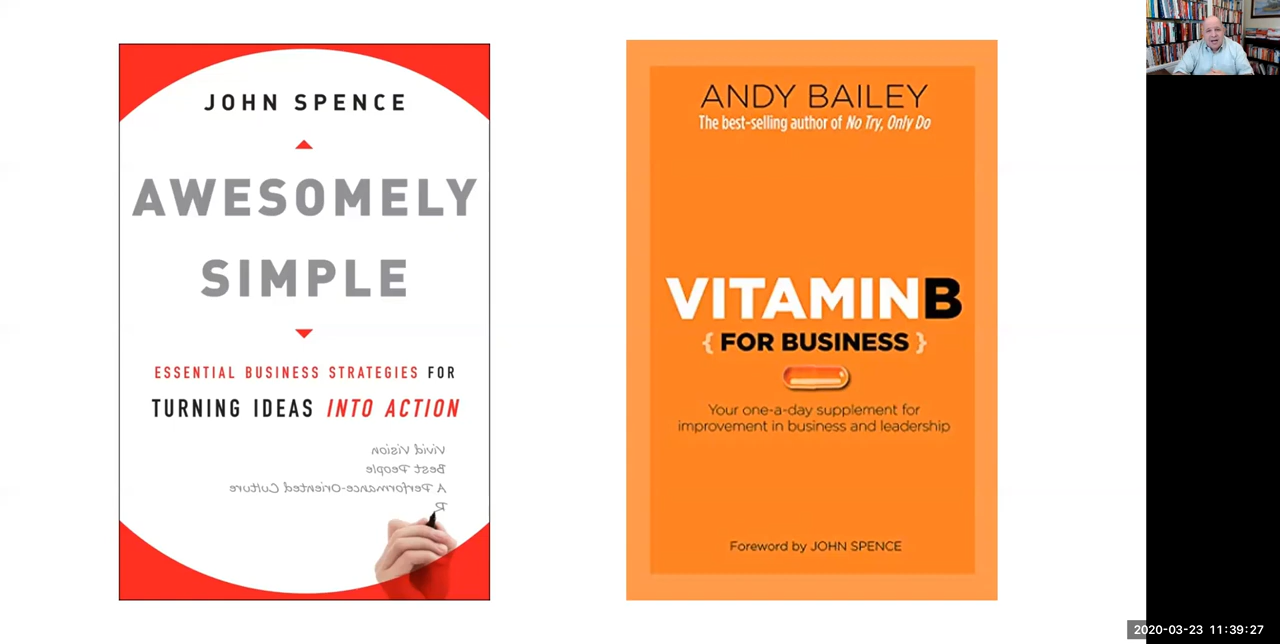 JOHN SPENCE
AWESOMELY
SIMPLE
ESSENTIAL BUSINESS STRATEGIES FOR
TURNING IDEAS INTO ACTION
Vivid Vision
Best People
A Performance-Oriented Culture
R
ANDY BAILEY
The best-selling author of No Try, Only Do
VITAMINB
{ FOR BUSINESS }
Your one-a-day supplement for
improvement in business and leadership
Foreword by JOHN SPENCE
2020-03-23 11:39:27